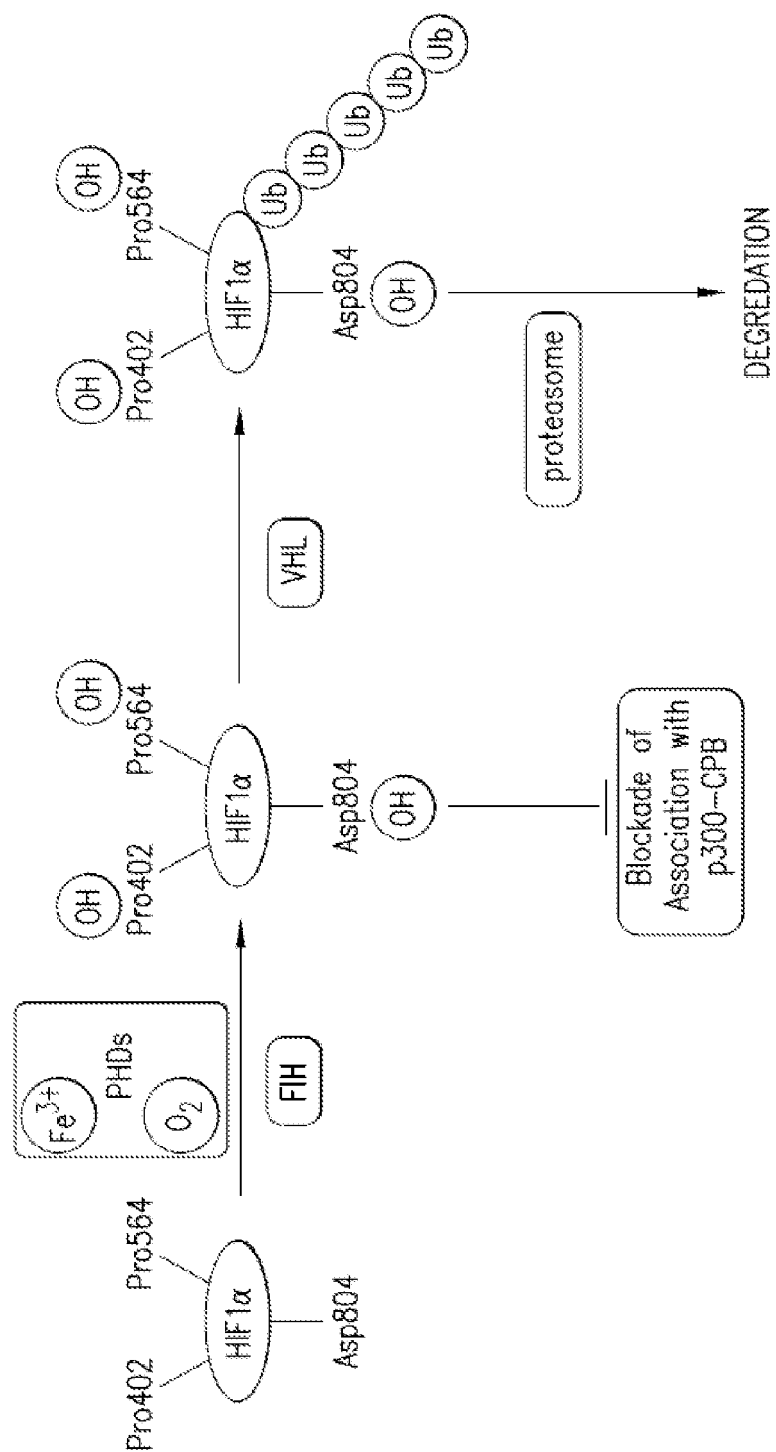 Pro402
Pro564
HIF1α
Asp804
Fe3+
PHDs
O2
FIH
OH
OH
Pro402
Pro564
HIF1α
Asp804
OH
Blockade of
Association with
p300-CPB
VHL
OH
OH
Pro402
Pro564
HIF1α
Ub
Ub
Ub
Ub
Ub
Asp804
OH
proteasome
DEGREDATION